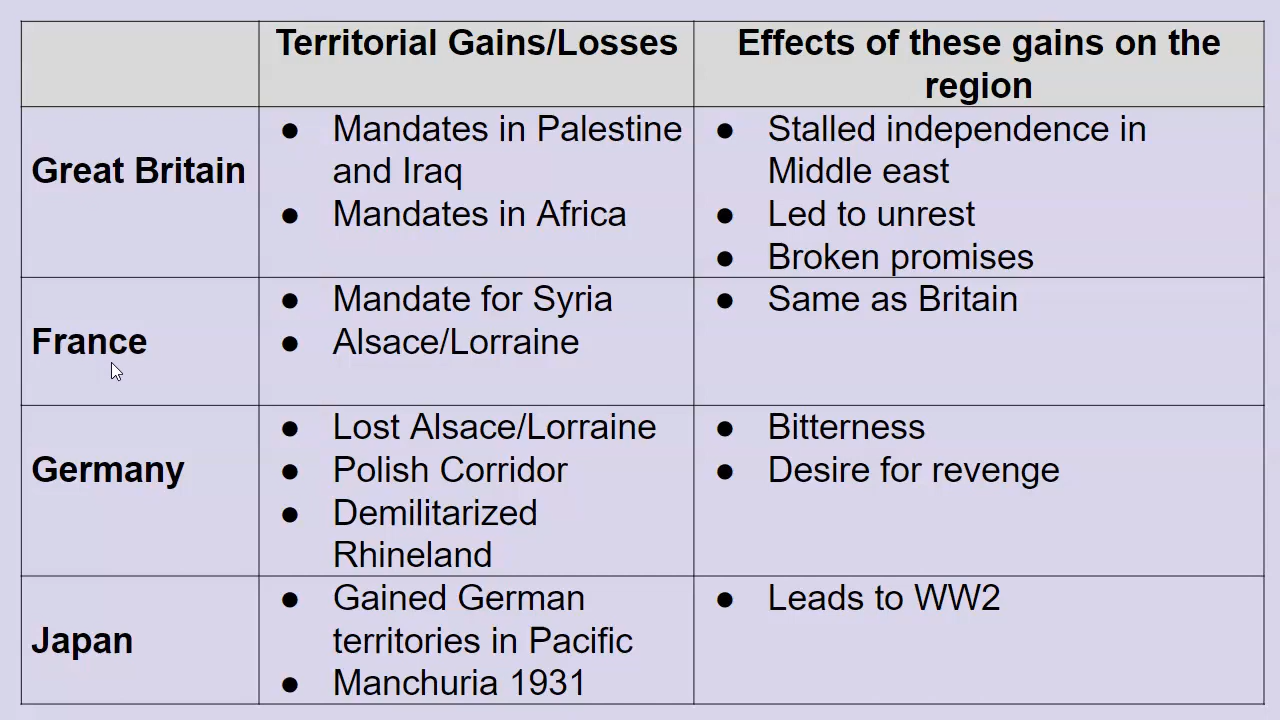 Territorial Gains/Losses
Effects of these gains on the
region
Great Britain
● Mandates in Palestine
and Iraq
● Mandates in Africa
● Stalled independence in
Middle east
● Led to unrest
● Broken promises
France
● Mandate for Syria
● Alsace/Lorraine
● Same as Britain
Germany
● Lost Alsace/Lorraine
● Polish Corridor
● Demilitarized
Rhineland
● Bitterness
● Desire for revenge
Japan
● Gained German
territories in Pacific
● Manchuria 1931
● Leads to WW2